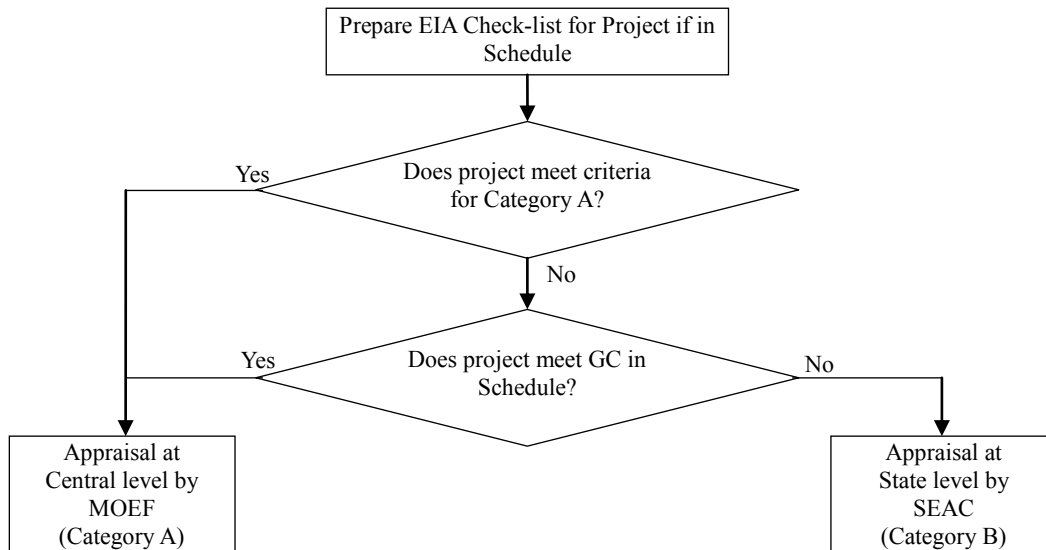 Prepare EIA Check-list for Project if in
Schedule
Yes
Does project meet criteria
for Category A?
No
Yes
Does project meet GC in
Schedule?
No
Appraisal at
Central level by
MOEF
(Category A)
Appraisal at
State level by
SEAC
(Category B)